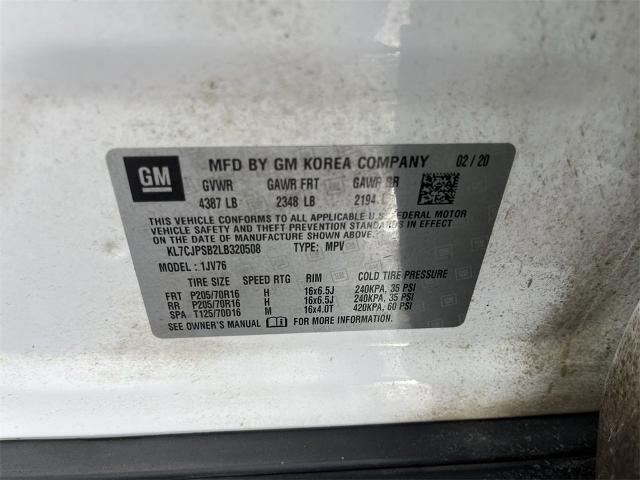 GM MFD BY GM KOREA COMPANY 02/20
GVWR GAWR FRT GAWR RR
4387 LB 2348 LB 2194
THIS VEHICLE CONFORMS TO ALL APPLICABLE U.S. FEDERAL MOTOR
VEHICLE SAFETY AND THEFT PREVENTION STANDARDS IN EFFECT
ON THE DATE OF MANUFACTURE SHOWN ABOVE.
KL7CJPSB2LB320508 TYPE: MPV
MODEL: 1JV76
TIRE SIZE SPEED RTG RIM COLD TIRE PRESSURE
FRT P205/70R16 H 16x6.5J 240KPA, 35 PSI
RR P205/70R16 H 16x6.5J 240KPA, 35 PSI
SPA T125/70D16 M 16x4.0T 420KPA, 60 PSI
SEE OWNER'S MANUAL FOR MORE INFORMATION.